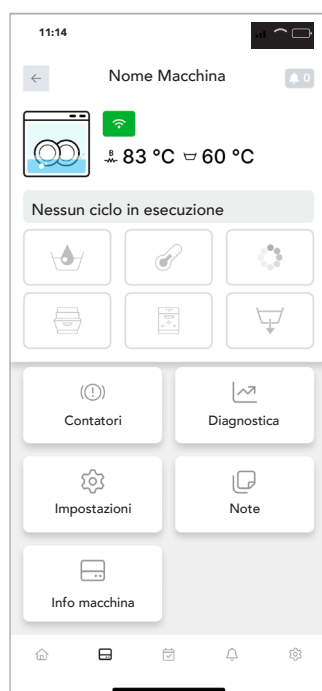 11:14
Nome Macchina
0
B 83 °C 60 °C
Nessun ciclo in esecuzione
Contatori
Diagnostica
Impostazioni
Note
Info macchina